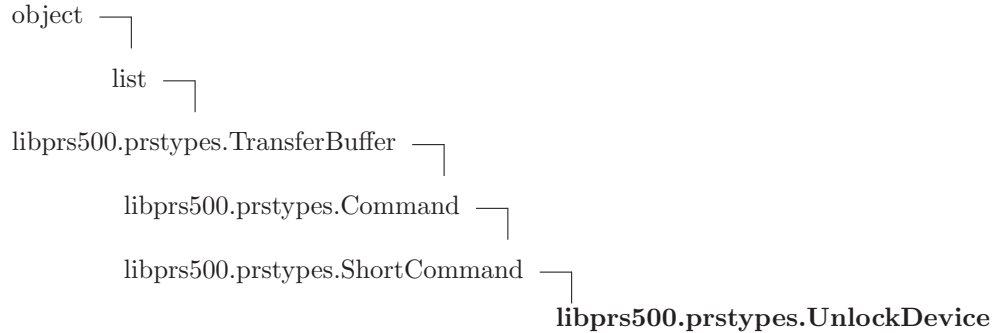 object
list
libprs500.prstypes.TransferBuffer
libprs500.prstypes.Command
libprs500.prstypes.ShortCommand
libprs500.prstypes.UnlockDevice